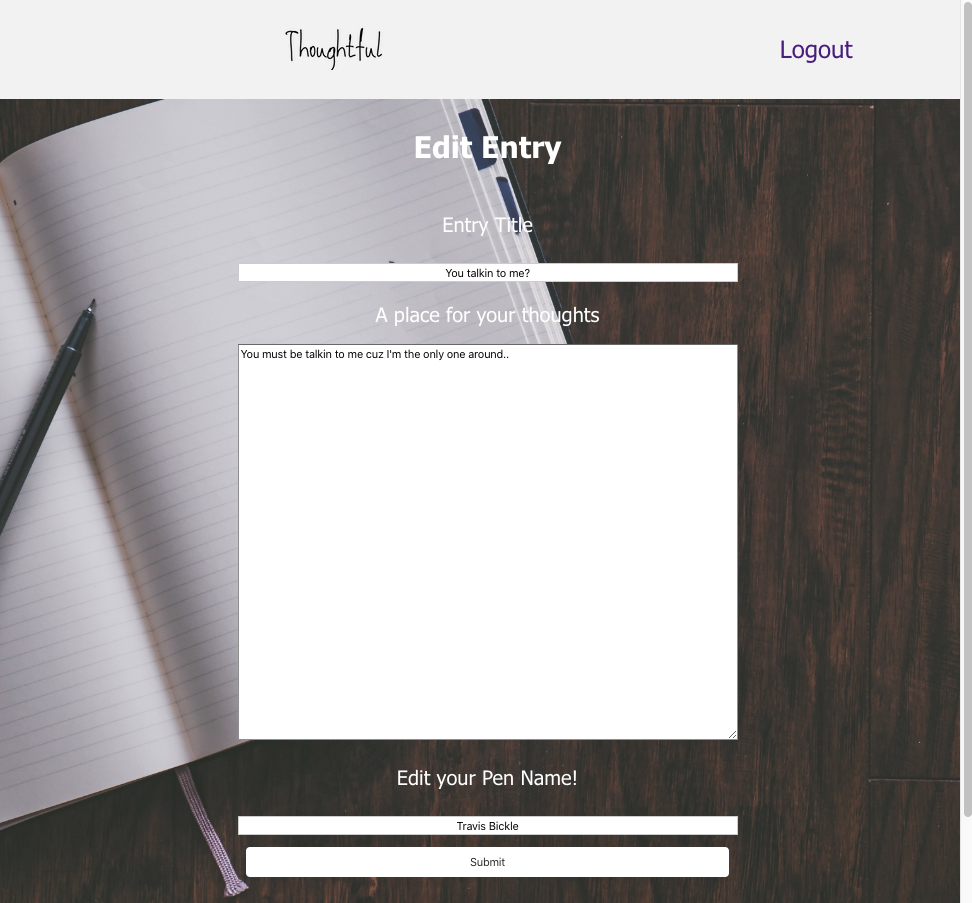 Thoughtful
Logout
Edit Entry
Entry Title
You talkin to me?
A place for your thoughts
You must be talkin to me cuz I'm the only one around..
Edit your Pen Name!
Travis Bickle
Submit